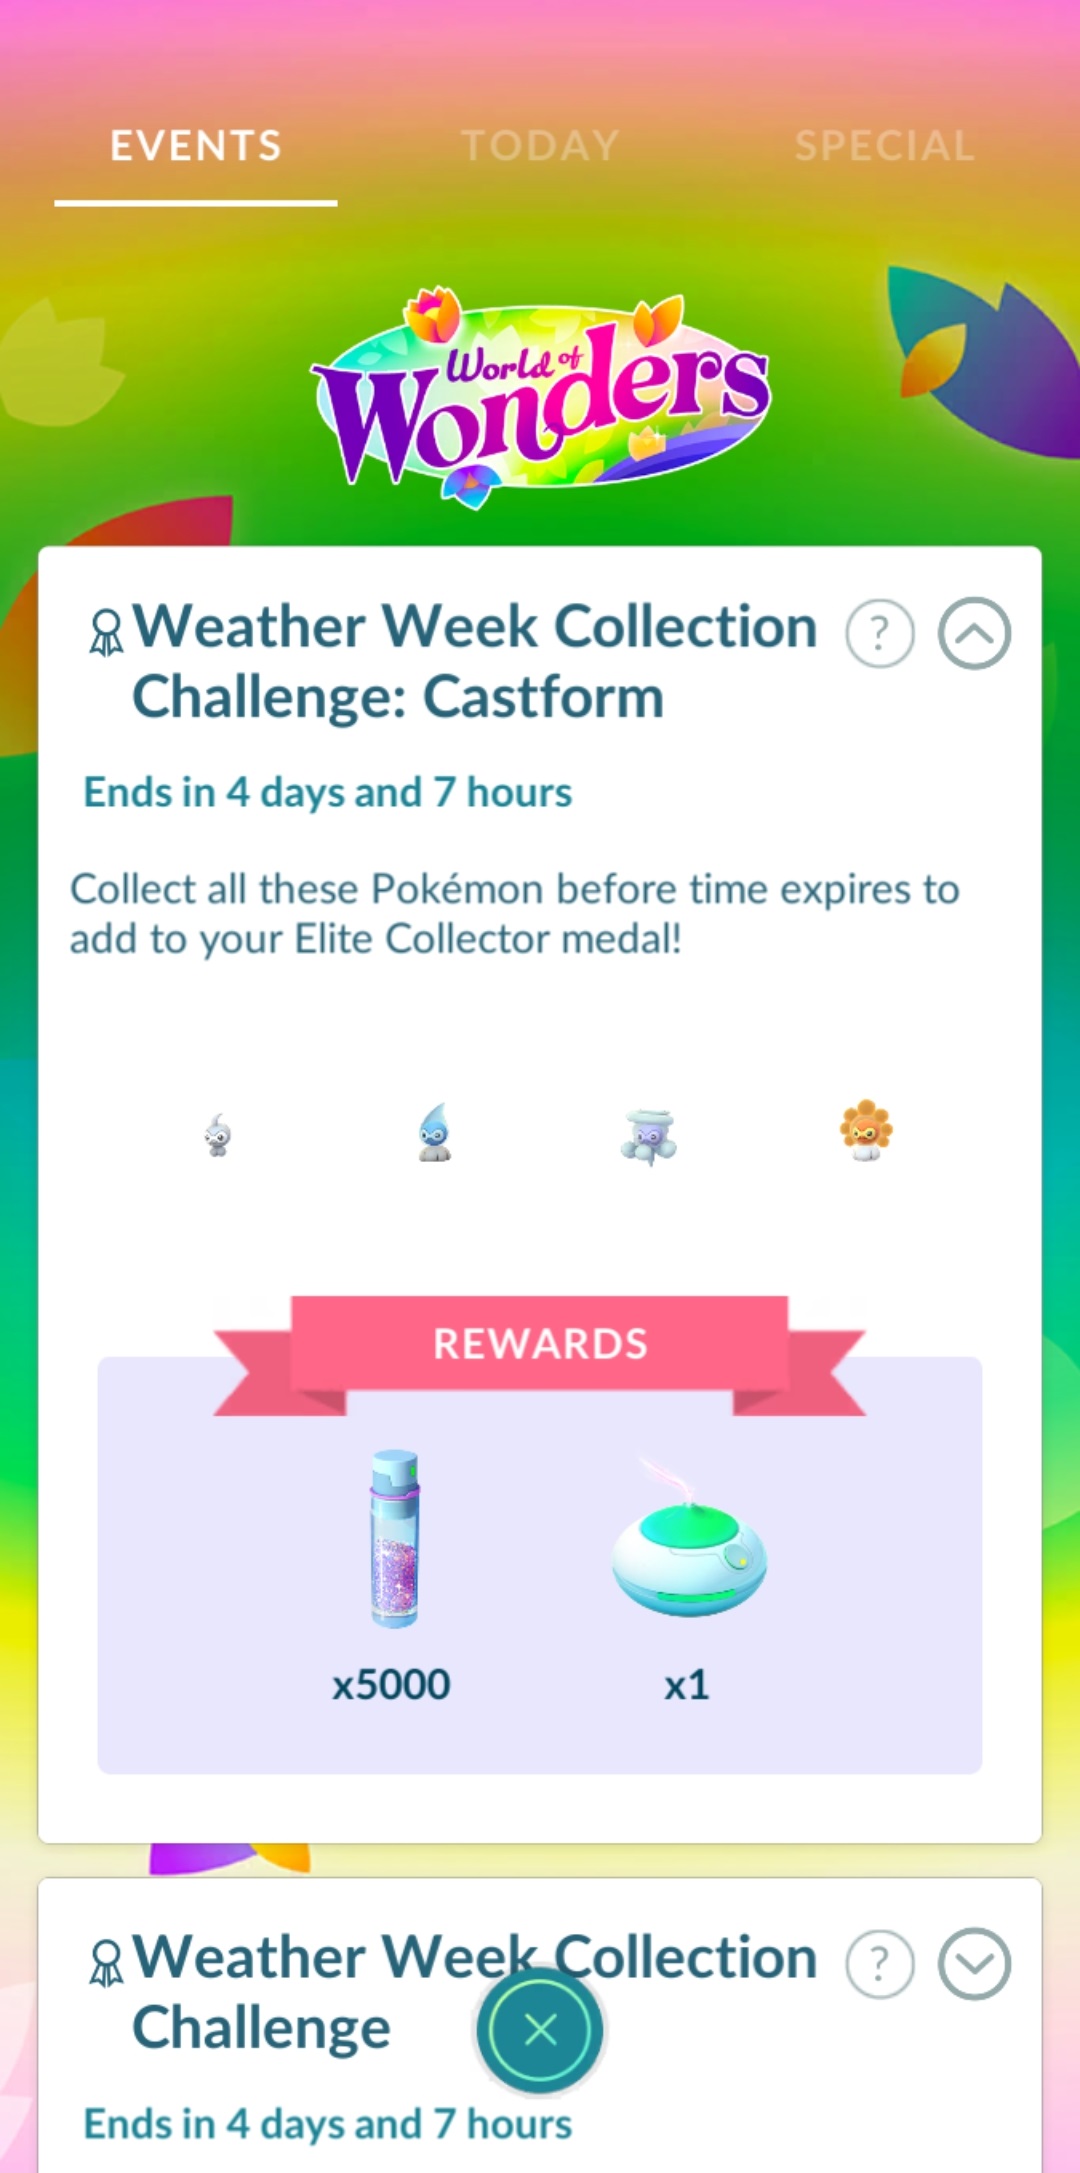 EVENTS
TODAY
SPECIAL
World of
Wonders
Weather Week Collection
Challenge: Castform
?
Ends in 4 days and 7 hours
Collect all these Pokémon before time expires to
add to your Elite Collector medal!
REWARDS
x5000
x1
Weather Week Collection
Challenge
?
Ends in 4 days and 7 hours